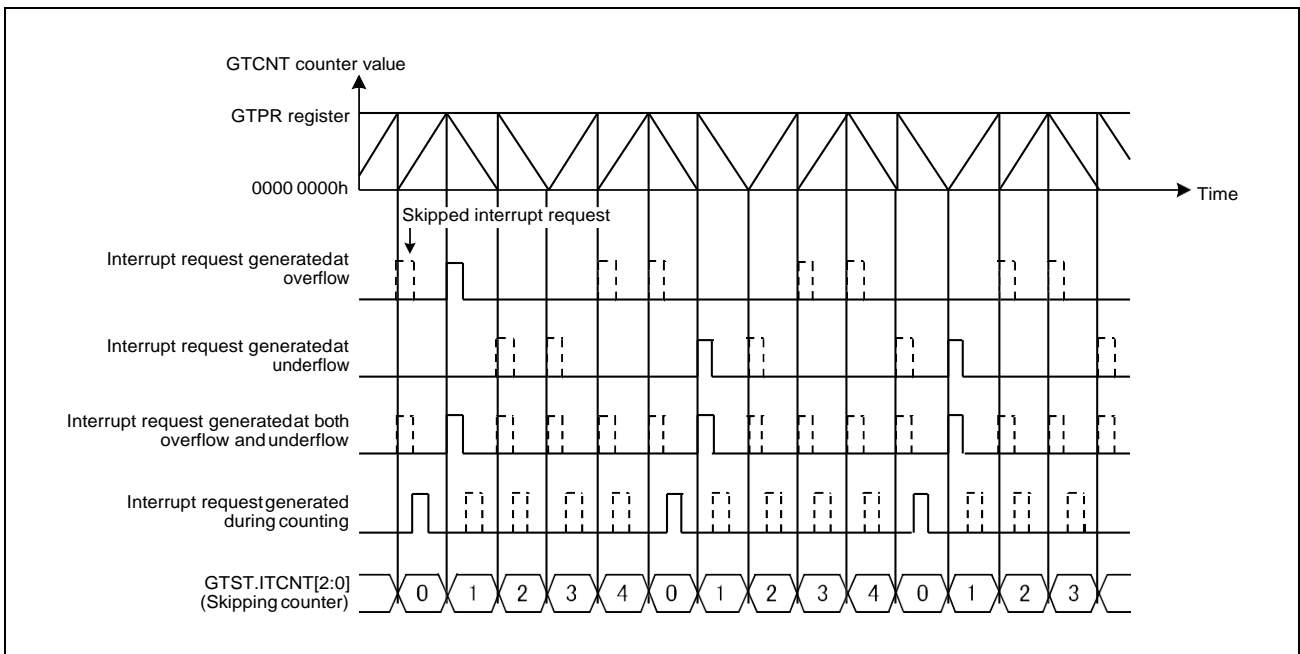 GTCNT counter value
GTPR register
0000 0000h
Time
Skipped interrupt request
Interrupt request generatedat
overflow
Interrupt request generatedat
underflow
Interrupt request generatedat both
overflow andunderflow
Interrupt requestgenerated
during counting
GTST.ITCNT[2:0]
(Skipping counter)
0 1 2 3 4 0 1 2 3 4 0 1 2 3